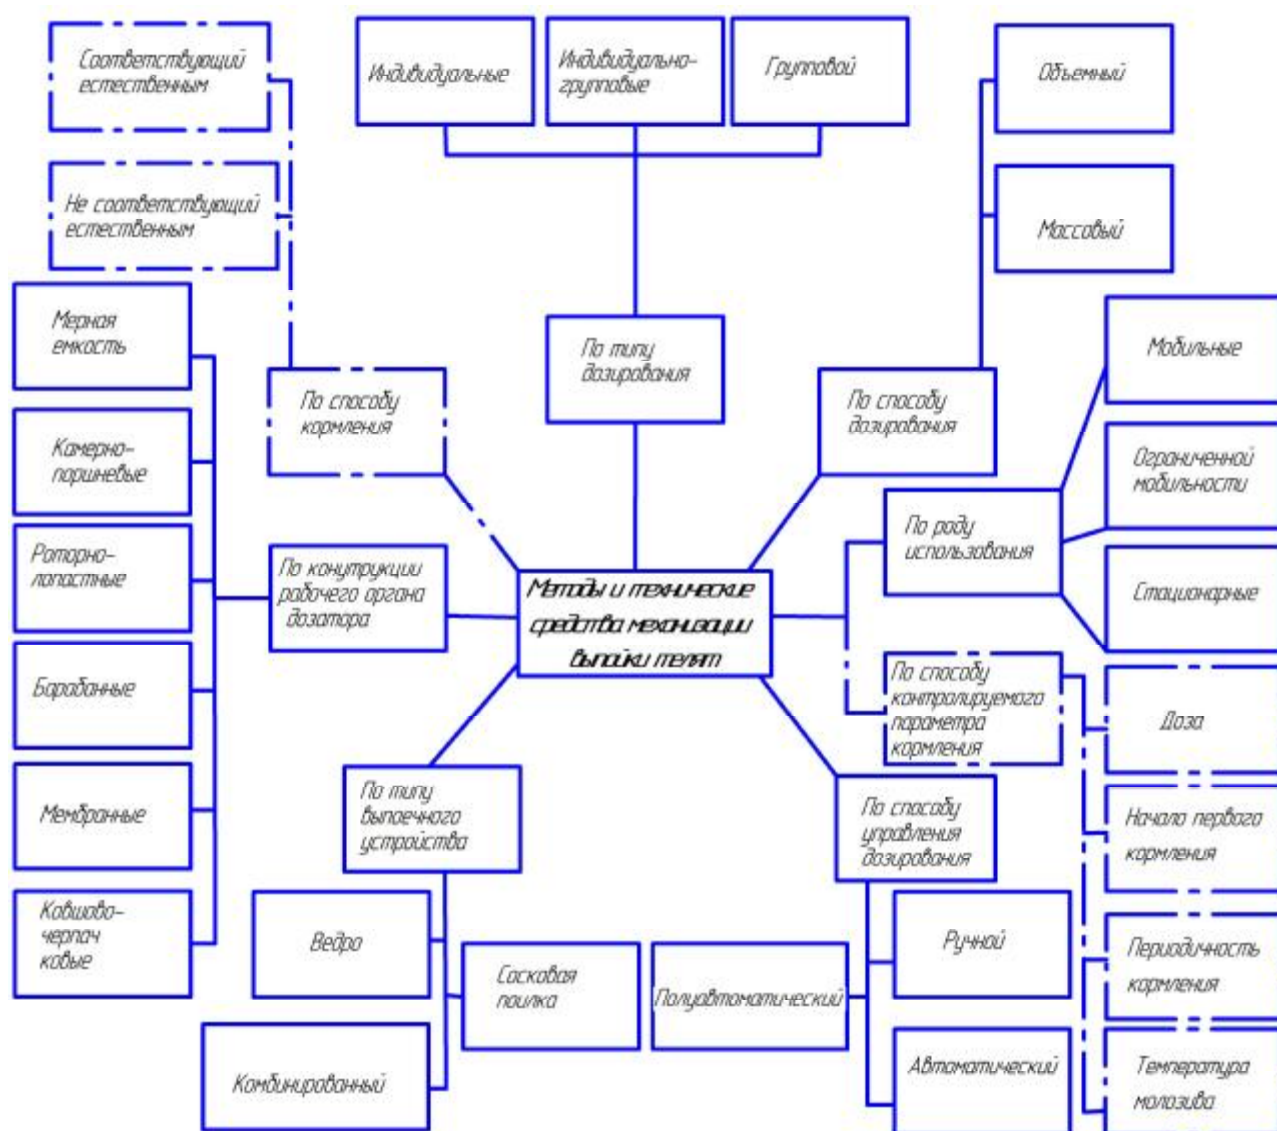 Соответствующий
естественным
Индивидуальные
Индивидуально-
групповые
Групповой
Объемный
Не соответствующий
естественным
Массовый
Мерная
емкость
По типу
дозирования
Мобильные
По способу
кормления
По способу
дозирования
Камерно-
поршневые
Ограниченной
мобильности
По роду
использования
Роторно-
лопастные
По конутрукции
рабочего органа
дозатора
Методы и технические
средства механизации
выпойки телят
Стационарные
Барабанные
По способу
контролируемого
параметра
кормления
Доза
Мембранные
По типу
выпоечного
устройства
По способу
управления
дозирования
Начало первого
кормления
Ковшово-
черпач
ковые
Ведро
Сосковая
поилка
Полуавтоматический
Ручной
Периодичность
кормления
Комбинированный
Автоматический
Температура
молозива